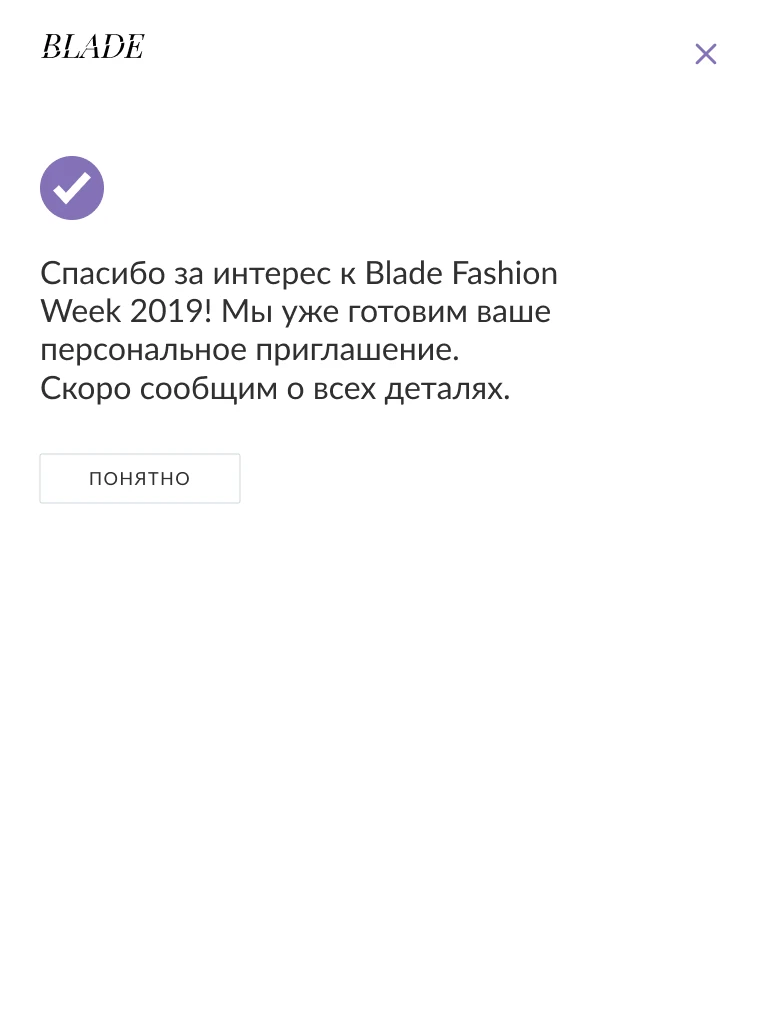 BLADE
Спасибо за интерес к Blade Fashion
Week 2019! Мы уже готовим ваше
персональное приглашение.
Скоро сообщим о всех деталях.
ПОНЯТНО